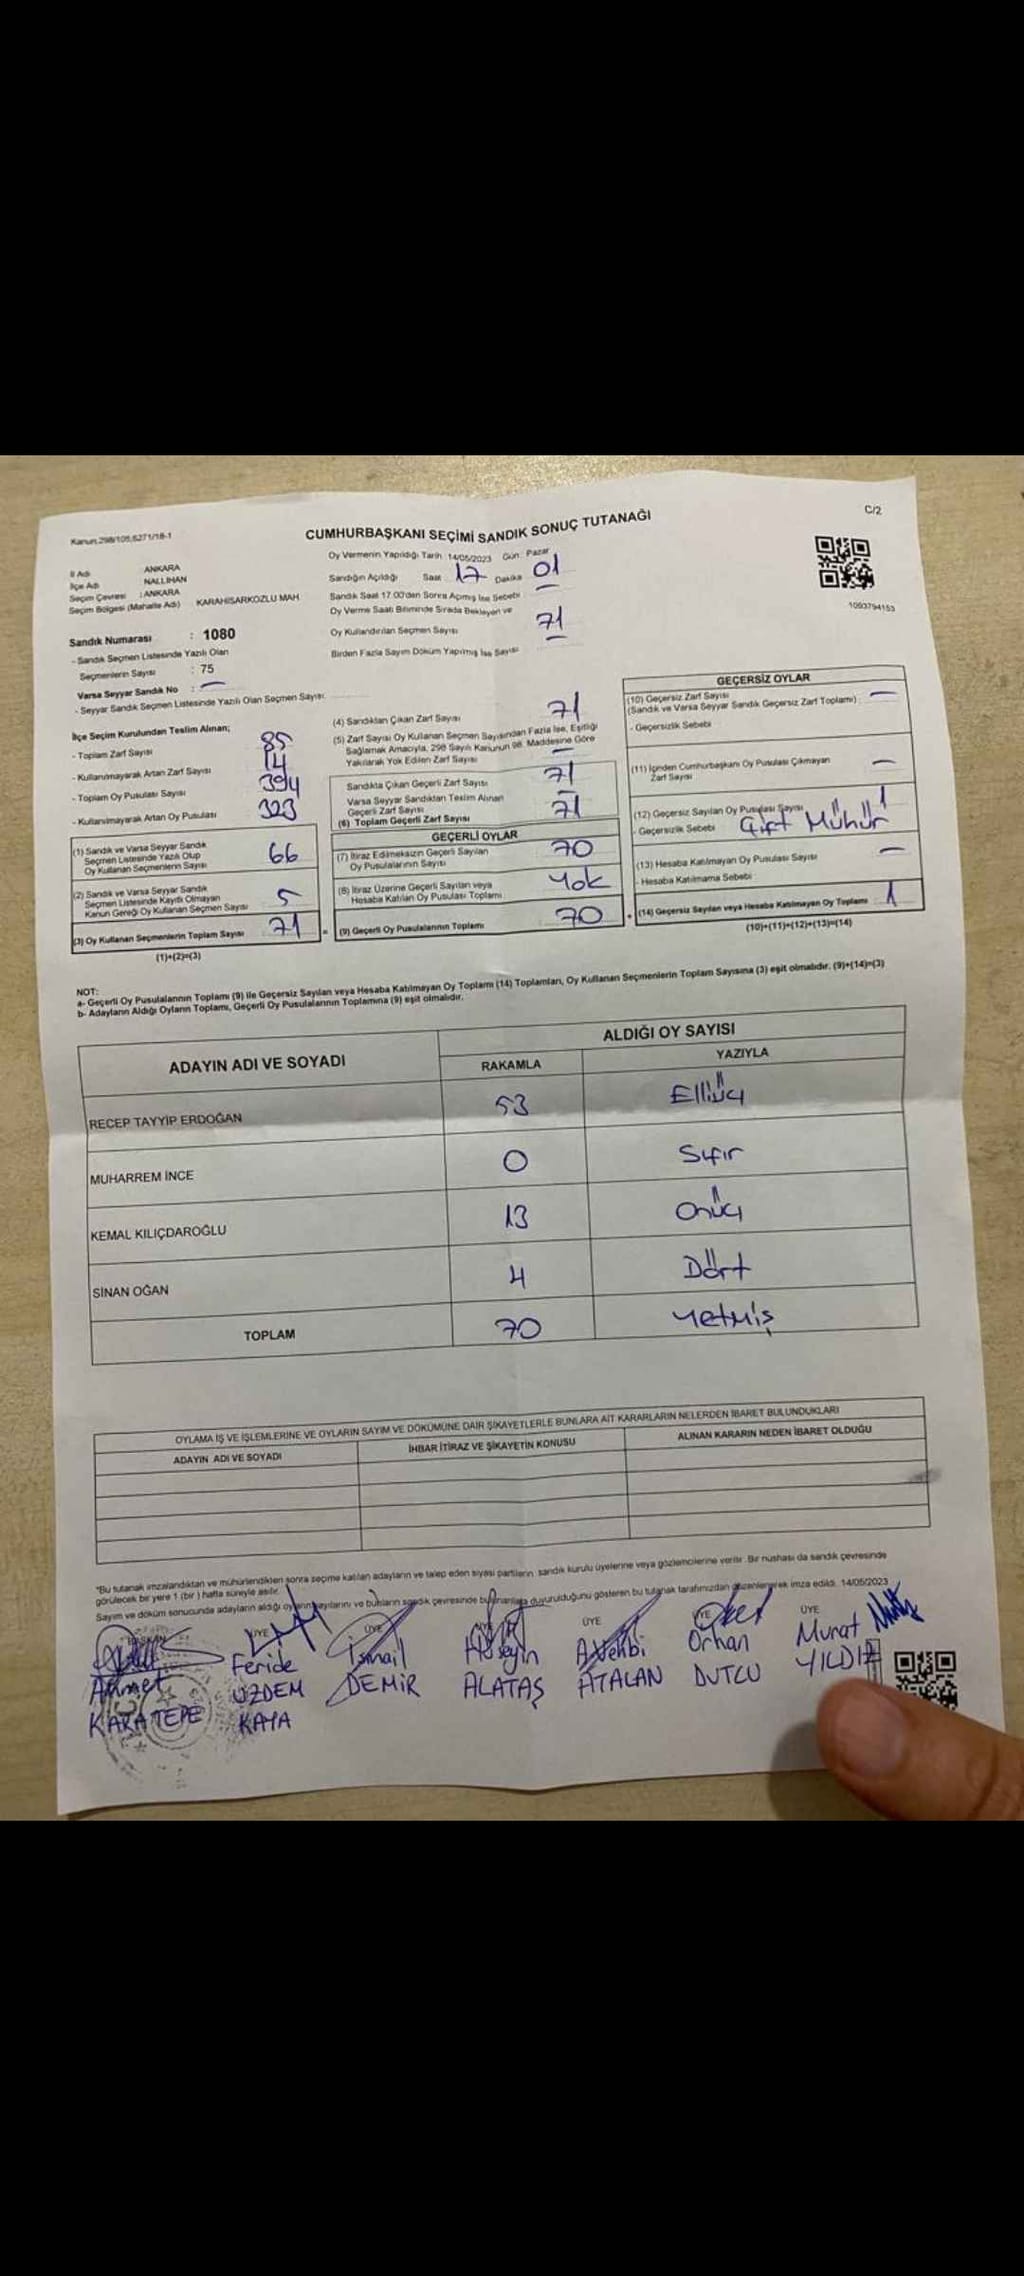 Kanun:298/105,6271/18-1
CUMHURBAŞKANI SEÇİMİ SANDIK SONUÇ TUTANAĞI
C/2
İl Adı ANKARA
İlçe Adı NALLIHAN
Seçim Çevresi : ANKARA
Seçim Bölgesi (Mahalle Adı) KARAHİSARKOZLU MAH.
Sandık Numarası : 1080
- Sandık Seçmen Listesinde Yazılı Olan
Seçmenlerin Sayısı : 75
Varsa Seyyar Sandık No : —
- Seyyar Sandık Seçmen Listesinde Yazılı Olan Seçmen Sayısı:
Oy Vermenin Yapıldığı Tarih 14/05/2023 Gün: Pazar
Sandığın Açıldığı Saat 17 Dakika 01
Sandık Saat 17.00'den Sonra Açmış İse Sebebi : —
Oy Verme Saati Bitiminde Sırada Bekleyen ve
Oy Kullandırılan Seçmen Sayısı 71
Birden Fazla Sayım Döküm Yapılmış İse Sayısı —
1093794153
İlçe Seçim Kurulundan Teslim Alınan;
- Toplam Zarf Sayısı 85
- Kullanılmayarak Artan Zarf Sayısı 14
- Toplam Oy Pusulası Sayısı 394
- Kullanılmayarak Artan Oy Pusulası 323
(1) Sandık ve Varsa Seyyar Sandık
Seçmen Listesinde Yazılı Olup
Oy Kullanan Seçmenlerin Sayısı 66
(2) Sandık ve Varsa Seyyar Sandık
Seçmen Listesinde Kayıtlı Olmayan
Kanun Gereği Oy Kullanan Seçmen Sayısı 5
(3) Oy Kullanan Seçmenlerin Toplam Sayısı 71
(1)+(2)=(3)
(4) Sandıktan Çıkan Zarf Sayısı 71
(5) Zarf Sayısı Oy Kullanan Seçmen Sayısından Fazla İse, Eşitliği
Sağlamak Amacıyla, 298 Sayılı Kanunun 98. Maddesine Göre
Yakılarak Yok Edilen Zarf Sayısı —
Sandıkta Çıkan Geçerli Zarf Sayısı 71
Varsa Seyyar Sandıktan Teslim Alınan
Geçerli Zarf Sayısı —
(6) Toplam Geçerli Zarf Sayısı 71
GEÇERLİ OYLAR
(7) İtiraz Edilmeksizin Geçerli Sayılan
Oy Pusulalarının Sayısı 70
(8) İtiraz Üzerine Geçerli Sayılan veya
Hesaba Katılan Oy Pusulası Toplamı Yok
= (9) Geçerli Oy Pusulalarının Toplamı 70
GEÇERSİZ OYLAR
(10) Geçersiz Zarf Sayısı
(Sandık ve Varsa Seyyar Sandık Geçersiz Zarf Toplamı) : —
- Geçersizlik Sebebi
(11) İçinden Cumhurbaşkanı Oy Pusulası Çıkmayan
Zarf Sayısı —
(12) Geçersiz Sayılan Oy Pusulası Sayısı 1
- Geçersizlik Sebebi Çift Mühür
(13) Hesaba Katılmayan Oy Pusulası Sayısı —
- Hesaba Katılmama Sebebi
+ (14) Geçersiz Sayılan veya Hesaba Katılmayan Oy Toplamı : 1
(10)+(11)+(12)+(13)=(14)
NOT:
a- Geçerli Oy Pusulalarının Toplamı (9) ile Geçersiz Sayılan veya Hesaba Katılmayan Oy Toplamı (14) Toplamları, Oy Kullanan Seçmenlerin Toplam Sayısına (3) eşit olmalıdır. (9)+(14)=(3)
b- Adayların Aldığı Oyların Toplamı, Geçerli Oy Pusulalarının Toplamına (9) eşit olmalıdır.
ADAYIN ADI VE SOYADI
ALDIĞI OY SAYISI
RAKAMLA YAZIYLA
RECEP TAYYİP ERDOĞAN 53 Elliüç
MUHARREM İNCE 0 Sıfır
KEMAL KILIÇDAROĞLU 13 Onüç
SİNAN OĞAN 4 Dört
TOPLAM 70 Yetmiş
OYLAMA İŞ VE İŞLEMLERİNE VE OYLARIN SAYIM VE DÖKÜMÜNE DAİR ŞİKAYETLERLE BUNLARA AİT KARARLARIN NELERDEN İBARET BULUNDUKLARI
ADAYIN ADI VE SOYADI İHBAR İTİRAZ VE ŞİKAYETİN KONUSU ALINAN KARARIN NEDEN İBARET OLDUĞU
*Bu tutanak imzalandıktan ve mühürlendikten sonra seçime katılan adayların ve talep eden siyasi partilerin sandık kurulu üyelerine veya gözlemcilerine verilir. Bir nüshası da sandık çevresinde
görülecek bir yere 1 (bir ) hafta süreyle asılır.
Sayım ve döküm sonucunda adayların aldığı oyların sayılarını ve bunların sandık çevresinde duyurulduğunu gösteren bu tutanak tarafımızdan düzenlenerek imza edildi. 14/05/2023
BAŞKAN ÜYE ÜYE ÜYE ÜYE ÜYE
Ahmet Feride İsmail Hüseyin A.Vehbi Orhan Murat
KARATEPE ÜZDEM DEMİR ALATAŞ ATALAN DUTCU YILDIZ
KAYA